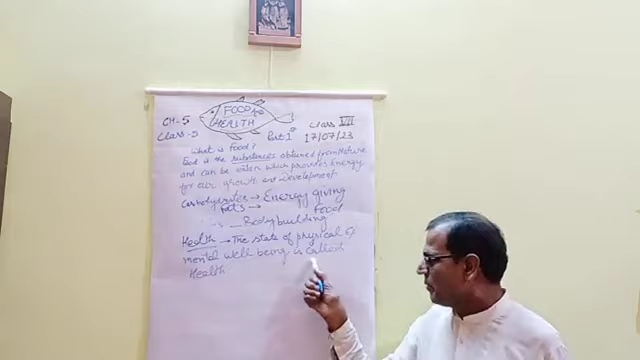 CH-5
FOOD &
HEALTH
Class VII
Class-5
Part 1st
17/07/23
What is Food?
Food is the substances obtained from Nature
and can be eaten which provides Energy
for our growth and Development.
Carbohydrates → Energy giving
Fats → Food
Body building
Health → The state of physical &
mental well being is called
Health